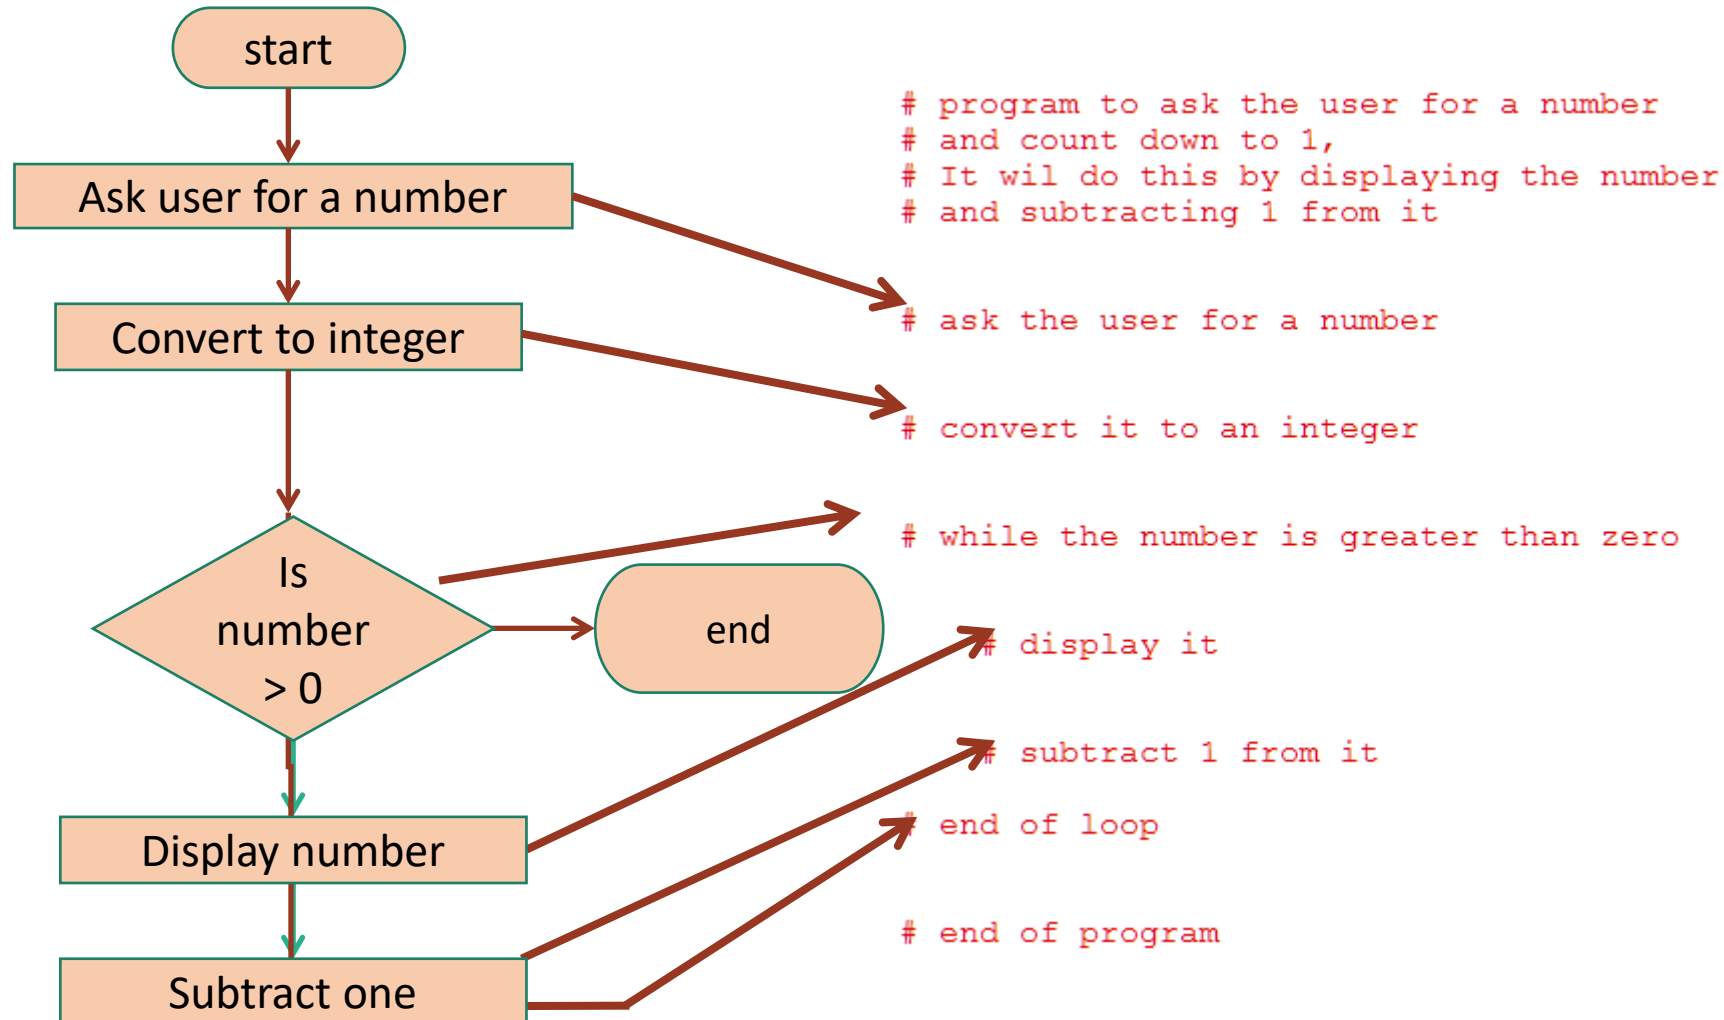 start
Ask user for a number
Convert to integer
Is
number
> 0
end
Display number
Subtract one
# program to ask the user for a number
# and count down to 1,
# It wil do this by displaying the number
# and subtracting 1 from it
# ask the user for a number
# convert it to an integer
# while the number is greater than zero
# display it
# subtract 1 from it
# end of loop
# end of program